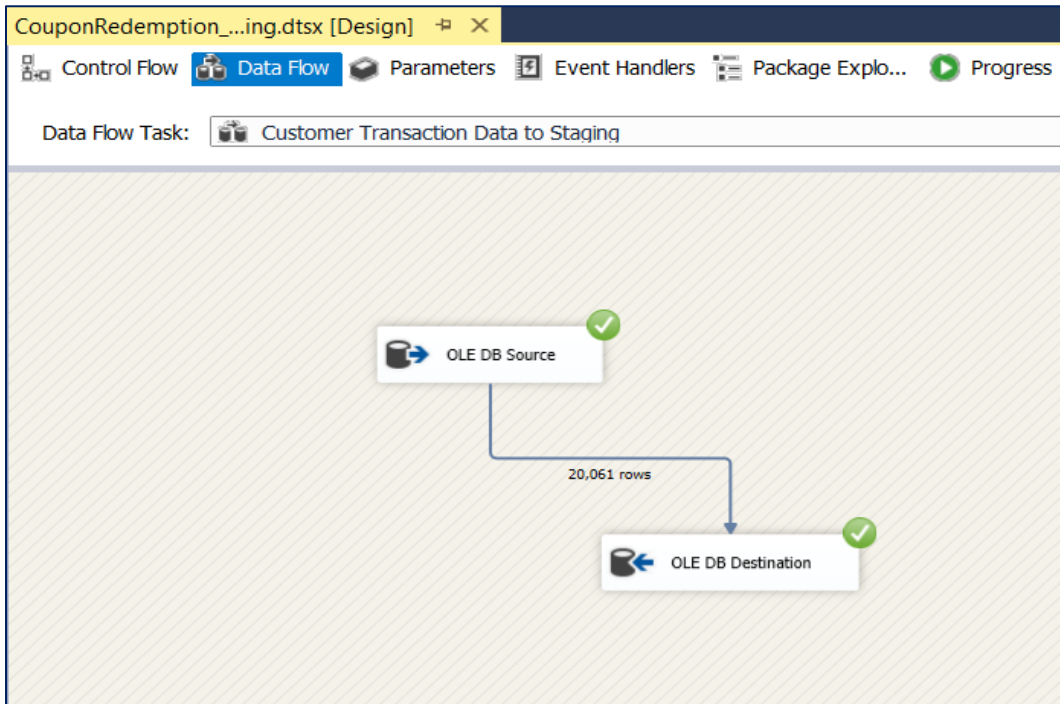 CouponRedemption_...ing.dtsx [Design]
Control Flow Data Flow Parameters Event Handlers Package Explo... Progress
Data Flow Task: Customer Transaction Data to Staging
OLE DB Source
20,061 rows
OLE DB Destination